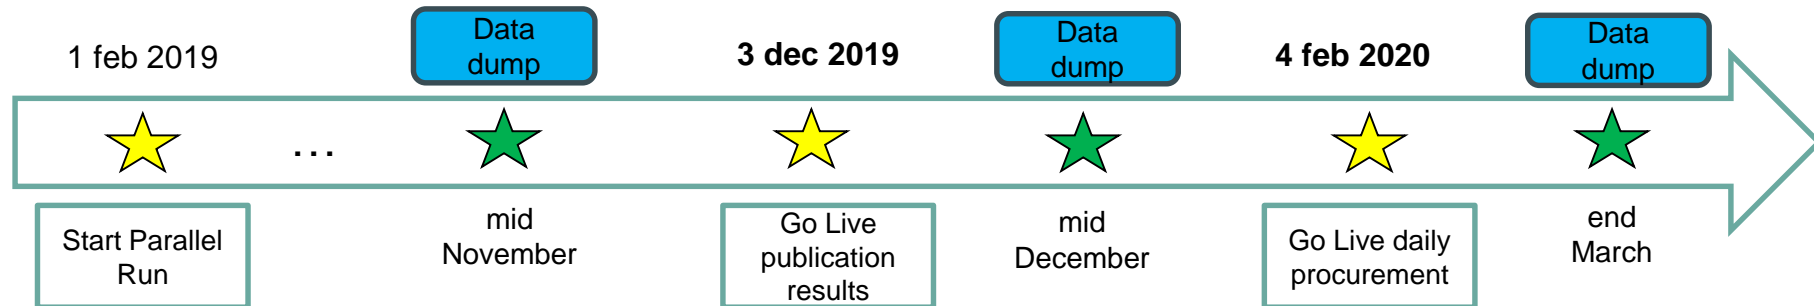 1 feb 2019
Data
dump
3 dec 2019
Data
dump
4 feb 2020
Data
dump
...
Start Parallel
Run
mid
November
Go Live
publication
results
mid
December
Go Live daily
procurement
end
March